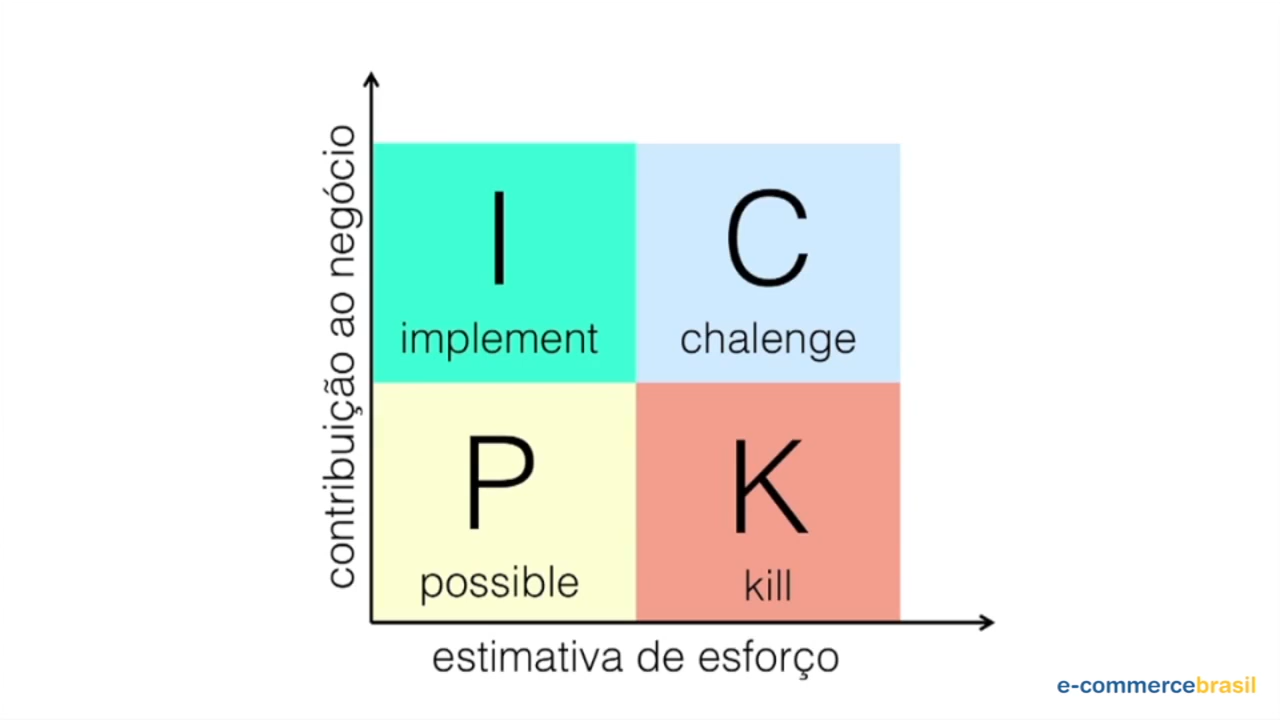 contribuição ao negócio
I
implement
C
chalenge
P
possible
K
kill
estimativa de esforço
e-commercebrasil